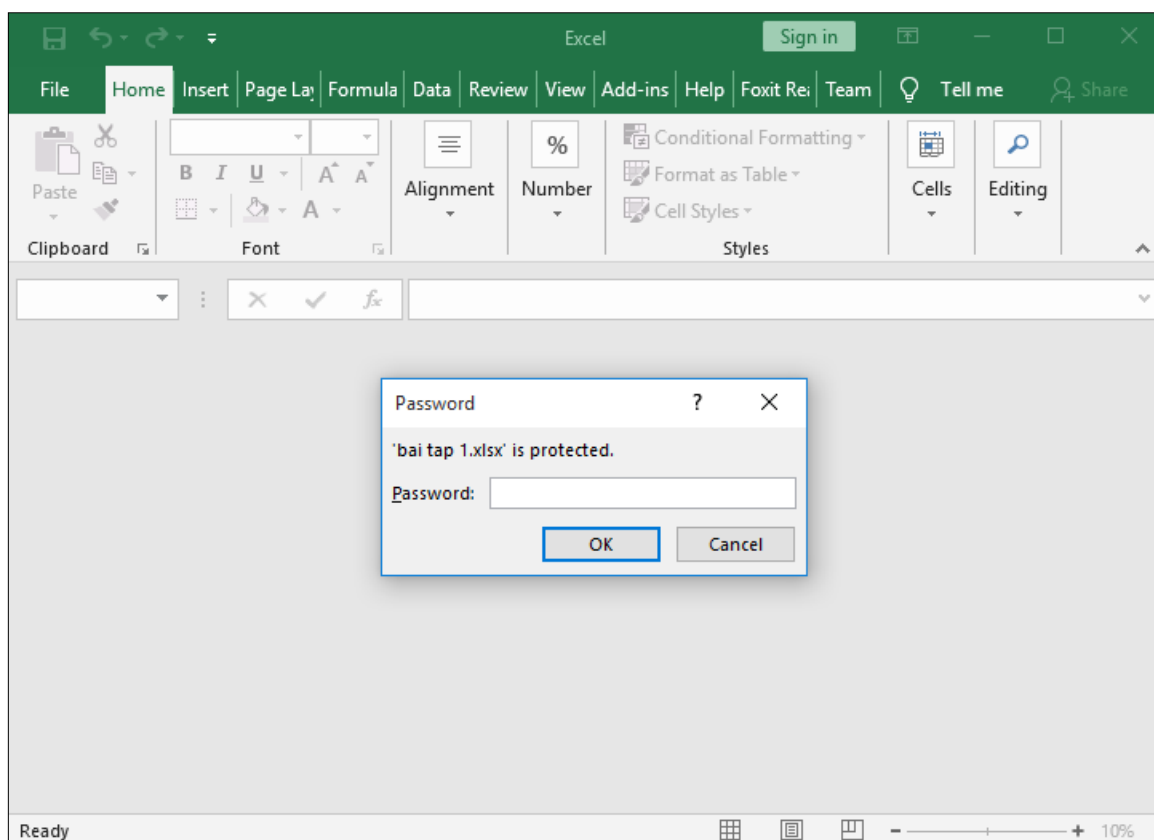 Excel Sign in
File Home Insert Page Lay Formula Data Review View Add-ins Help Foxit Rea Team Tell me Share
Paste
B I U A A
A
Alignment
%
Number
Conditional Formatting
Format as Table
Cell Styles
Cells
Editing
Clipboard Font Styles
fx
Password ? X
'bai tap 1.xlsx' is protected.
Password:
OK Cancel
Ready 10%